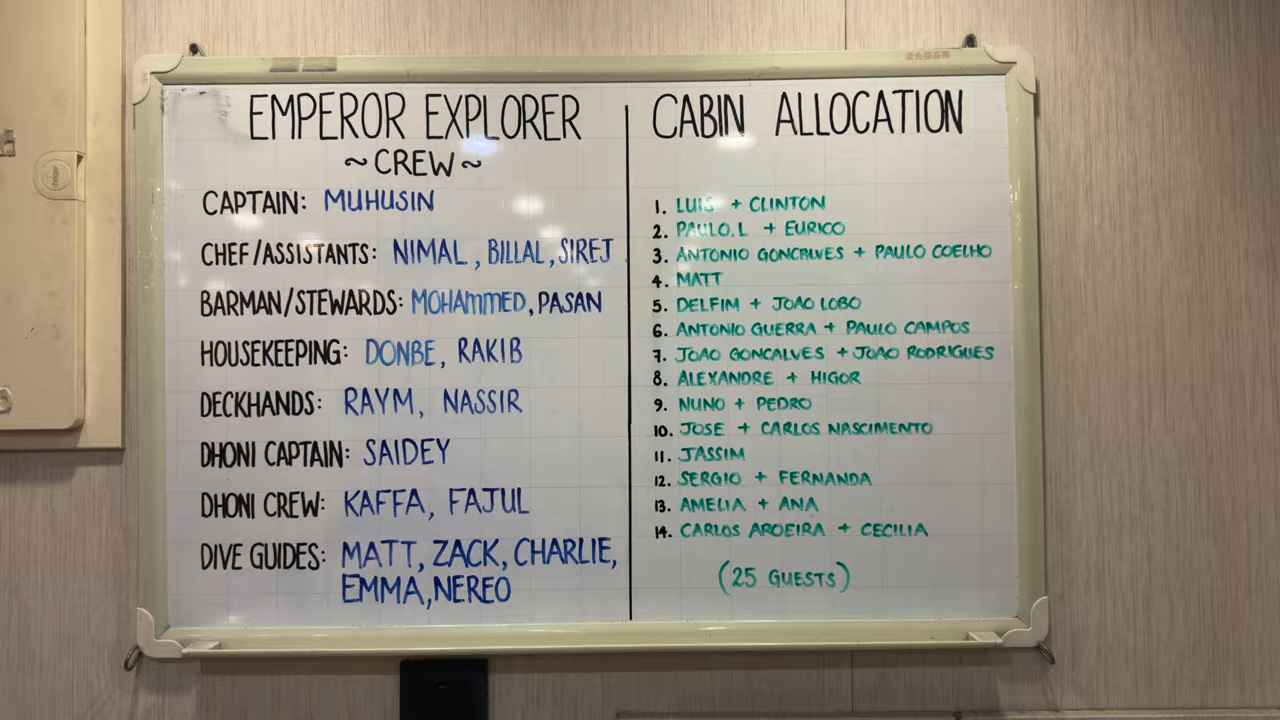 EMPEROR EXPLORER
~CREW~
CAPTAIN: MUHUSIN
CHEF/ASSISTANTS: NIMAL, BILLAL, SIREJ
BARMAN/STEWARDS: MOHAMMED, PASAN
HOUSEKEEPING: DONBE, RAKIB
DECKHANDS: RAYM, NASSIR
DHONI CAPTAIN: SAIDEY
DHONI CREW: KAFFA, FAJUL
DIVE GUIDES: MATT, ZACK, CHARLIE,
EMMA, NEREO
CABIN ALLOCATION
1. LUIS + CLINTON
2. PAULO.L + EURICO
3. ANTONIO GONCALVES + PAULO COELHO
4. MATT
5. DELFIM + JOAO LOBO
6. ANTONIO GUERRA + PAULO CAMPOS
7. JOAO GONCALVES + JOAO RODRIGUES
8. ALEXANDRE + HIGOR
9. NUNO + PEDRO
10. JOSE + CARLOS NASCIMENTO
11. JASSIM
12. SERGIO + FERNANDA
13. AMELIA + ANA
14. CARLOS AROEIRA + CECILIA
(25 GUESTS)